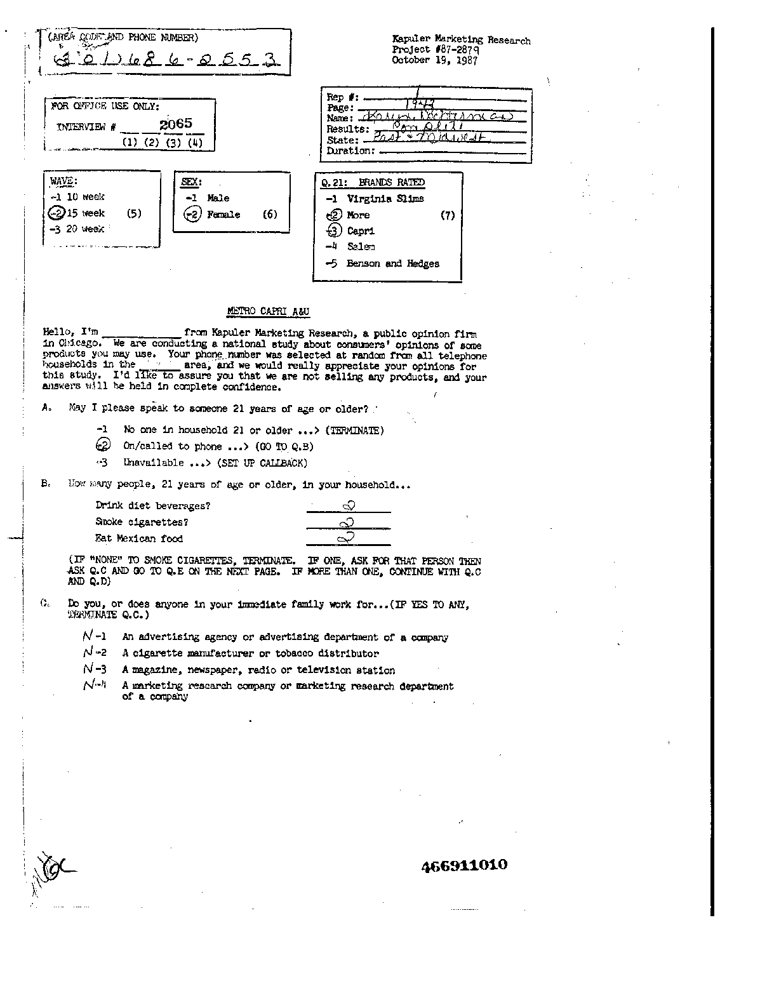 (AREA CODE AND PHONE NUMBER)
301686-2553
Kapuler Marketing Research
Project #87-2879
October 19, 1987
FOR OFFICE USE ONLY:
INTERVIEW # 2065
(1) (2) (3) (4)
Rep #:
Page:
Name:
Results:
State: East - Midwest
Duration:
WAVE:
-1 10 week
-2 15 week (5)
-3 20 week
SEX:
-1 Male
-2 Female (6)
Q.21: BRANDS RATED
-1 Virginia Slims
-2 More (7)
-3 Capri
-4 Salem
-5 Benson and Hedges
METRO CAPRI A&U
Hello, I'm __________ from Kapuler Marketing Research, a public opinion firm
in Chicago. We are conducting a national study about consumers' opinions of some
products you may use. Your phone number was selected at random from all telephone
households in the ______ area, and we would really appreciate your opinions for
this study. I'd like to assure you that we are not selling any products, and your
answers will be held in complete confidence.
A. May I please speak to someone 21 years of age or older?
-1 No one in household 21 or older ...> (TERMINATE)
-2 On/called to phone ...> (GO TO Q.B)
-3 Unavailable ...> (SET UP CALLBACK)
B. How many people, 21 years of age or older, in your household...
Drink diet beverages? 2
Smoke cigarettes? 2
Eat Mexican food 2
(IF "NONE" TO SMOKE CIGARETTES, TERMINATE. IF ONE, ASK FOR THAT PERSON THEN
ASK Q.C AND GO TO Q.E ON THE NEXT PAGE. IF MORE THAN ONE, CONTINUE WITH Q.C
AND Q.D)
C. Do you, or does anyone in your immediate family work for...(IF YES TO ANY,
TERMINATE Q.C.)
N -1 An advertising agency or advertising department of a company
N -2 A cigarette manufacturer or tobacco distributor
N -3 A magazine, newspaper, radio or television station
N -4 A marketing research company or marketing research department
of a company
466911010